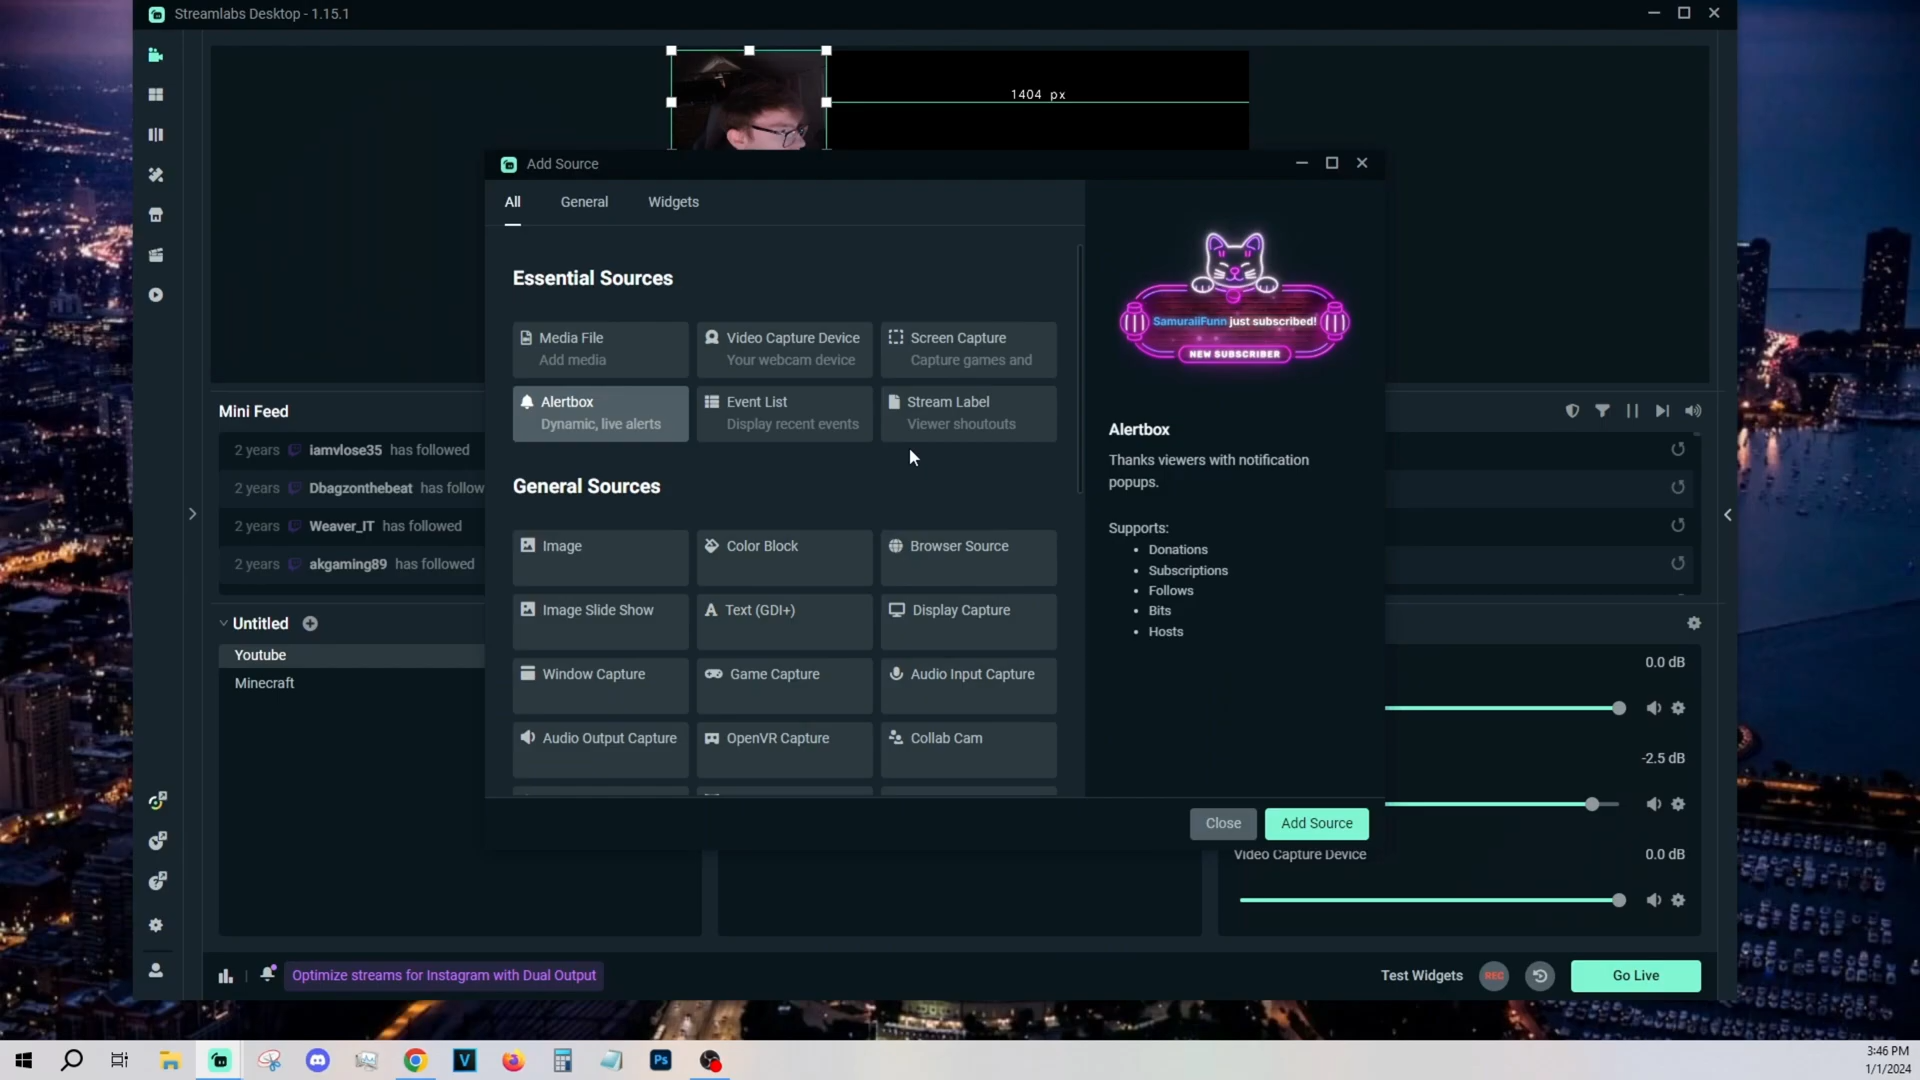 Streamlabs Desktop - 1.15.1
1404 px
Add Source
All
General
Widgets
Essential Sources
Media File
Add media
Video Capture Device
Your webcam device
Screen Capture
Capture games and
Alertbox
Dynamic, live alerts
Event List
Display recent events
Stream Label
Viewer shoutouts
SamuraliFunn just subscribed!
NEW SUBSCRIBER
Alertbox
Thanks viewers with notification
popups.
Supports:
• Donations
• Subscriptions
• Follows
• Bits
• Hosts
General Sources
Image
Color Block
Browser Source
Image Slide Show
Text (GDI+)
Display Capture
Window Capture
Game Capture
Audio Input Capture
Audio Output Capture
OpenVR Capture
Collab Cam
Close
Add Source
Mini Feed
2 years Iamvlose35 has followed
2 years Dbagzonthebeat has follow
2 years Weaver_IT has followed
2 years akgaming89 has followed
Untitled
Youtube
Minecraft
0.0 dB
-2.5 dB
Video Capture Device
0.0 dB
Optimize streams for Instagram with Dual Output
Test Widgets
REC
Go Live
V
Ps
3:46 PM
1/1/2024